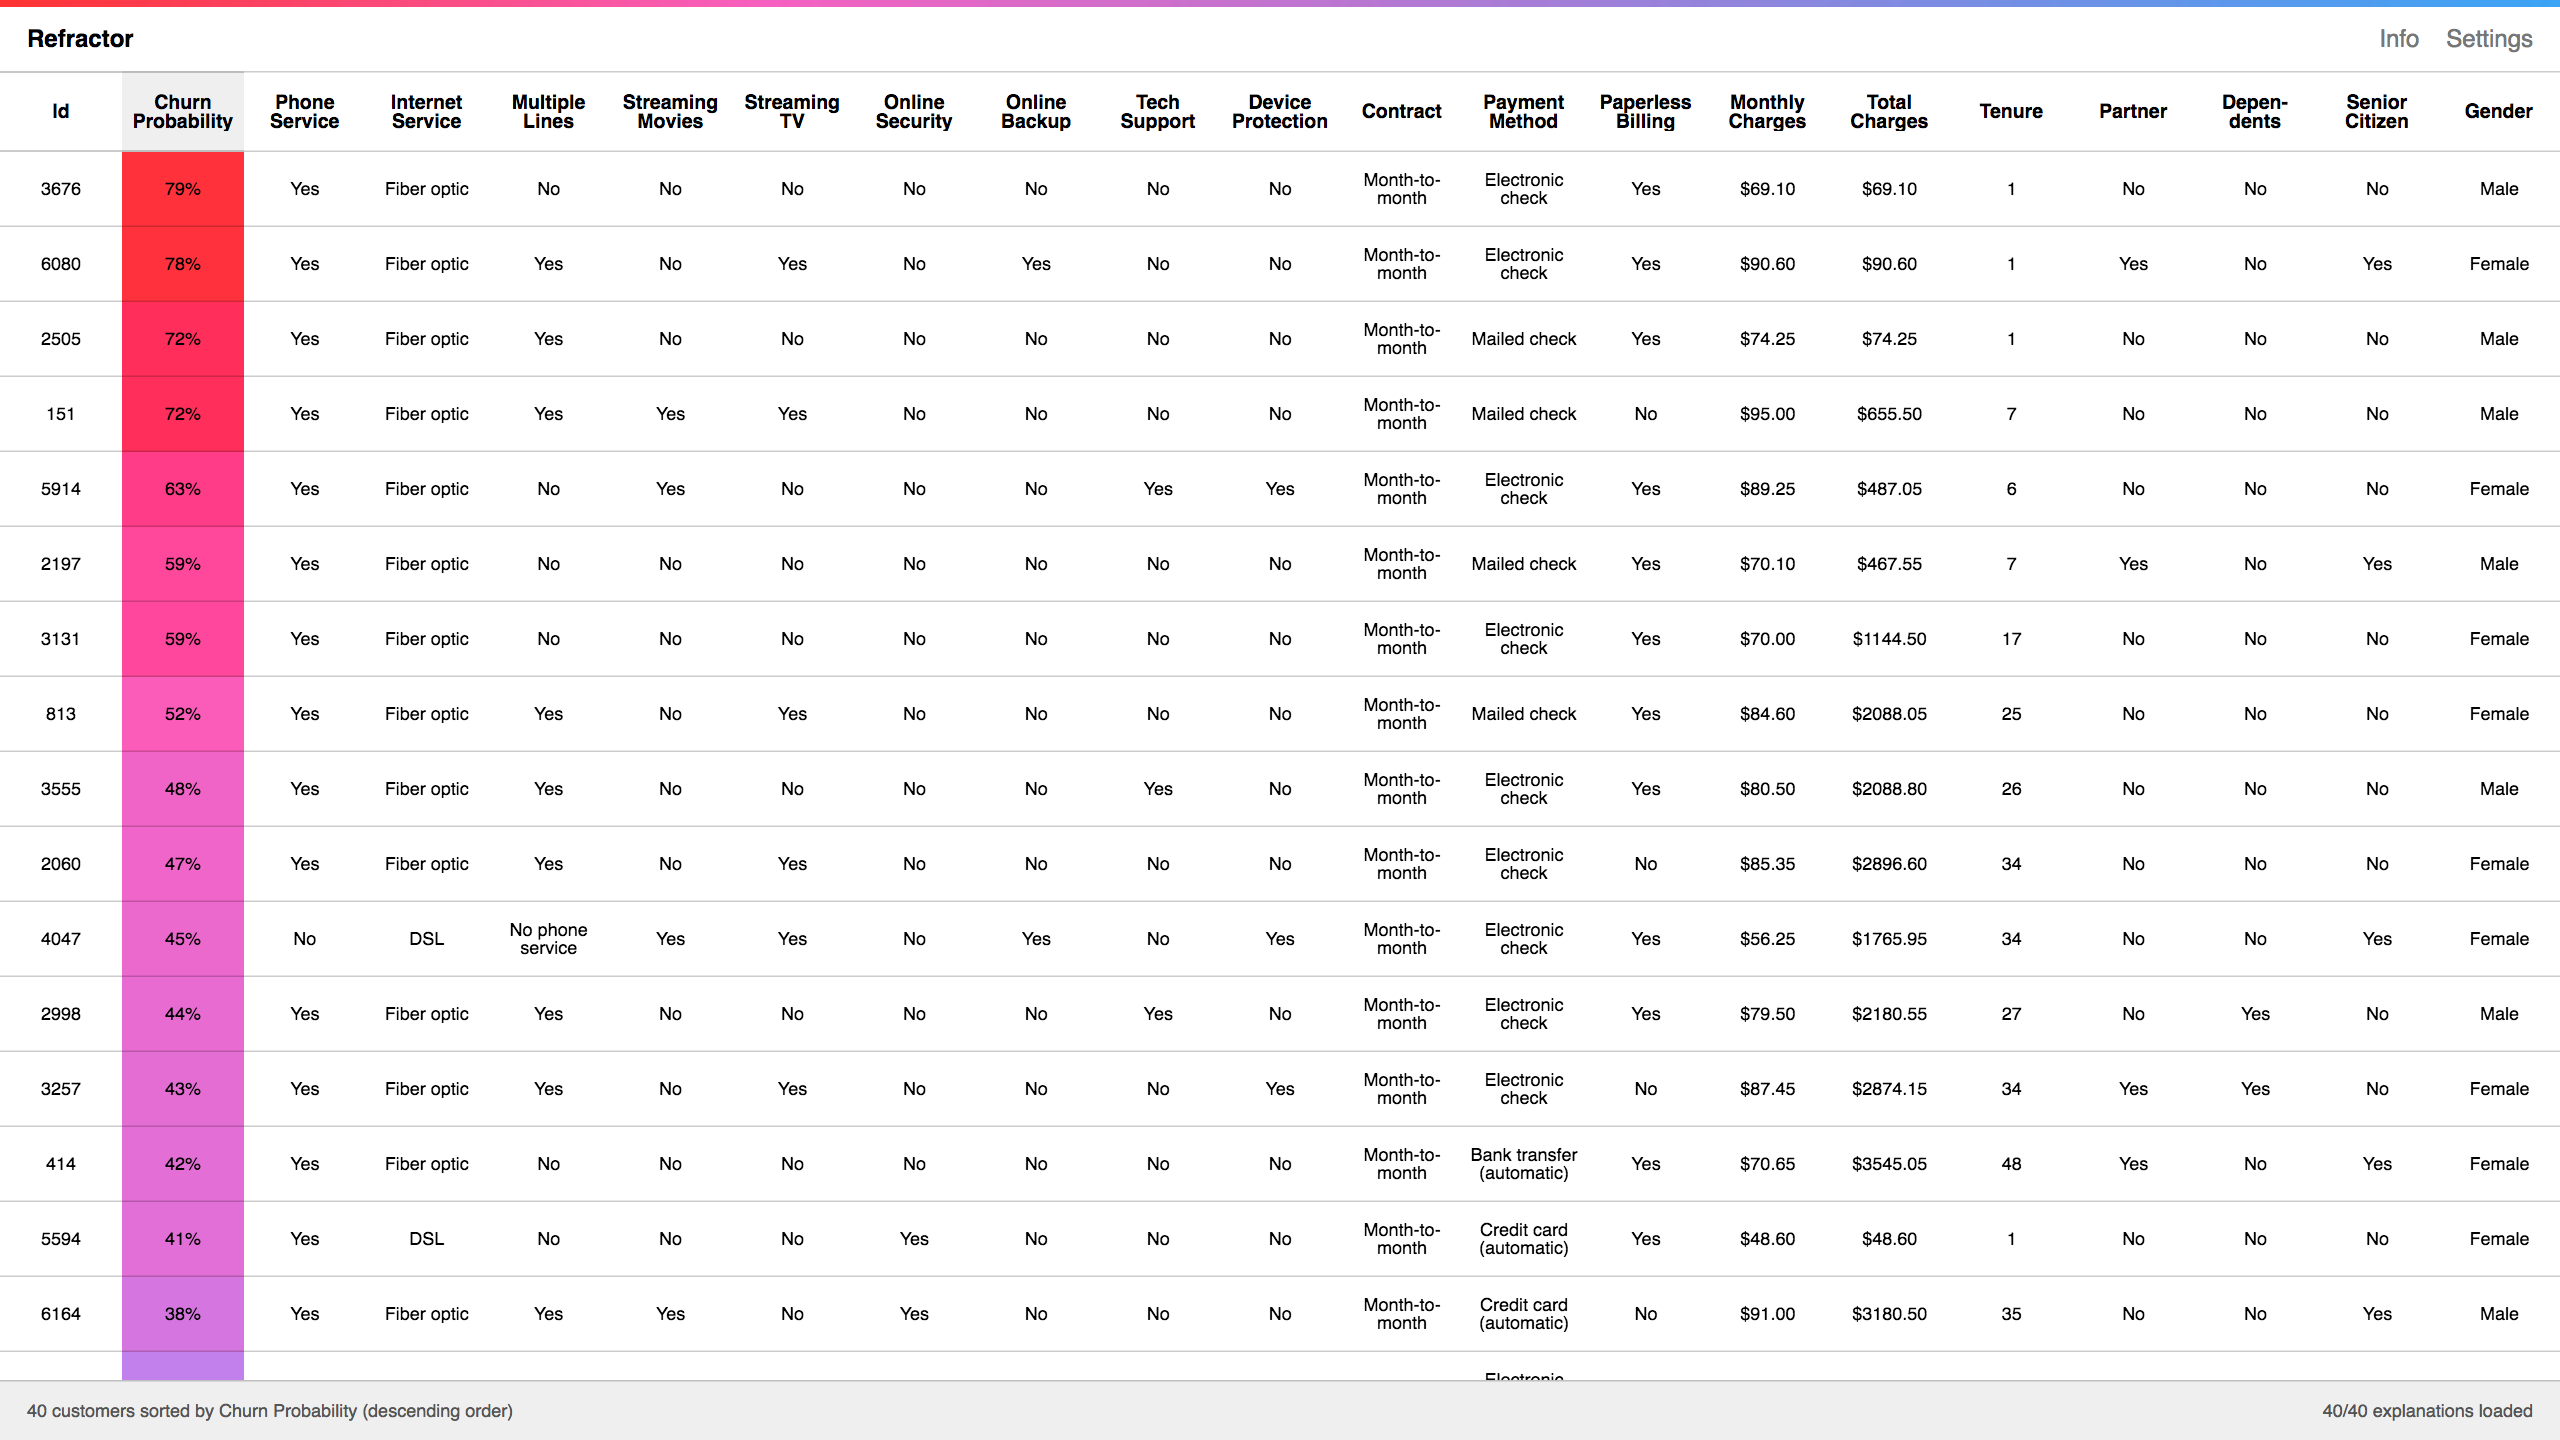 Refractor Info Settings
Id Churn Probability Phone Service Internet Service Multiple Lines Streaming Movies Streaming TV Online Security Online Backup Tech Support Device Protection Contract Payment Method Paperless Billing Monthly Charges Total Charges Tenure Partner Depen-dents Senior Citizen Gender
3676 79% Yes Fiber optic No No No No No No No Month-to-month Electronic check Yes $69.10 $69.10 1 No No No Male
6080 78% Yes Fiber optic Yes No Yes No Yes No No Month-to-month Electronic check Yes $90.60 $90.60 1 Yes No Yes Female
2505 72% Yes Fiber optic Yes No No No No No No Month-to-month Mailed check Yes $74.25 $74.25 1 No No No Male
151 72% Yes Fiber optic Yes Yes Yes No No No No Month-to-month Mailed check No $95.00 $655.50 7 No No No Male
5914 63% Yes Fiber optic No Yes No No No Yes Yes Month-to-month Electronic check Yes $89.25 $487.05 6 No No No Female
2197 59% Yes Fiber optic No No No No No No No Month-to-month Mailed check Yes $70.10 $467.55 7 Yes No Yes Male
3131 59% Yes Fiber optic No No No No No No No Month-to-month Electronic check Yes $70.00 $1144.50 17 No No No Female
813 52% Yes Fiber optic Yes No Yes No No No No Month-to-month Mailed check Yes $84.60 $2088.05 25 No No No Female
3555 48% Yes Fiber optic Yes No No No No Yes No Month-to-month Electronic check Yes $80.50 $2088.80 26 No No No Male
2060 47% Yes Fiber optic Yes No Yes No No No No Month-to-month Electronic check No $85.35 $2896.60 34 No No No Female
4047 45% No DSL No phone service Yes Yes No Yes No Yes Month-to-month Electronic check Yes $56.25 $1765.95 34 No No Yes Female
2998 44% Yes Fiber optic Yes No No No No Yes No Month-to-month Electronic check Yes $79.50 $2180.55 27 No Yes No Male
3257 43% Yes Fiber optic Yes No Yes No No No Yes Month-to-month Electronic check No $87.45 $2874.15 34 Yes Yes No Female
414 42% Yes Fiber optic No No No No No No No Month-to-month Bank transfer (automatic) Yes $70.65 $3545.05 48 Yes No Yes Female
5594 41% Yes DSL No No No Yes No No No Month-to-month Credit card (automatic) Yes $48.60 $48.60 1 No No No Female
6164 38% Yes Fiber optic Yes Yes No Yes No No No Month-to-month Credit card (automatic) No $91.00 $3180.50 35 No No Yes Male
Electronic
40 customers sorted by Churn Probability (descending order) 40/40 explanations loaded